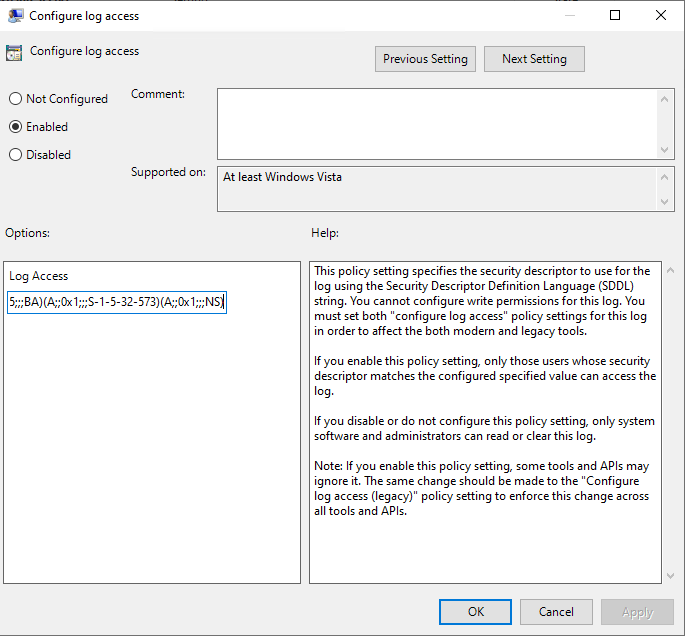 Configure log access
Configure log access
Previous Setting
Next Setting
Not Configured
Comment:
Enabled
Disabled
Supported on:
At least Windows Vista
Options:
Help:
Log Access
5;;;BA)(A;;0x1;;;S-1-5-32-573)(A;;0x1;;;NS)
This policy setting specifies the security descriptor to use for the
log using the Security Descriptor Definition Language (SDDL)
string. You cannot configure write permissions for this log. You
must set both "configure log access" policy settings for this log
in order to affect the both modern and legacy tools.
If you enable this policy setting, only those users whose security
descriptor matches the configured specified value can access the
log.
If you disable or do not configure this policy setting, only system
software and administrators can read or clear this log.
Note: If you enable this policy setting, some tools and APIs may
ignore it. The same change should be made to the "Configure
log access (legacy)" policy setting to enforce this change across
all tools and APIs.
OK
Cancel
Apply